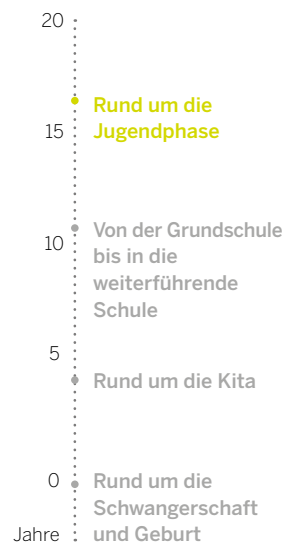 20
Rund um die
15
Jugendphase
Von der Grundschule
10
bis in die
weiterführende
Schule
5
Rund um die Kita
0
Rund um die
Schwangerschaft
Jahre
und Geburt